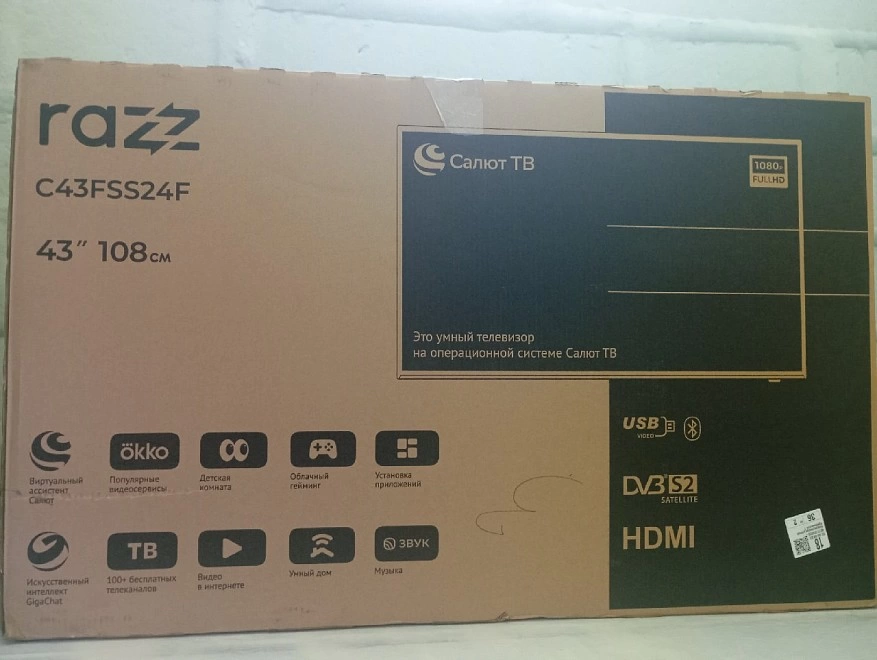 razz
C43FSS24F
43″ 108 см
Салют ТВ
1080p
FULLHD
Это умный телевизор
на операционной системе Салют ТВ
Виртуальный
ассистент
Салют
ökko
Популярные
видеосервисы
Детская
комната
Облачный
гейминг
Установка
приложений
Искусственный
интеллект
GigaChat
ТВ
100+ бесплатных
телеканалов
Видео
в интернете
Умный дом
ЗВУК
Музыка
USB
VIDEO
DVB S2
SATELLITE
HDMI